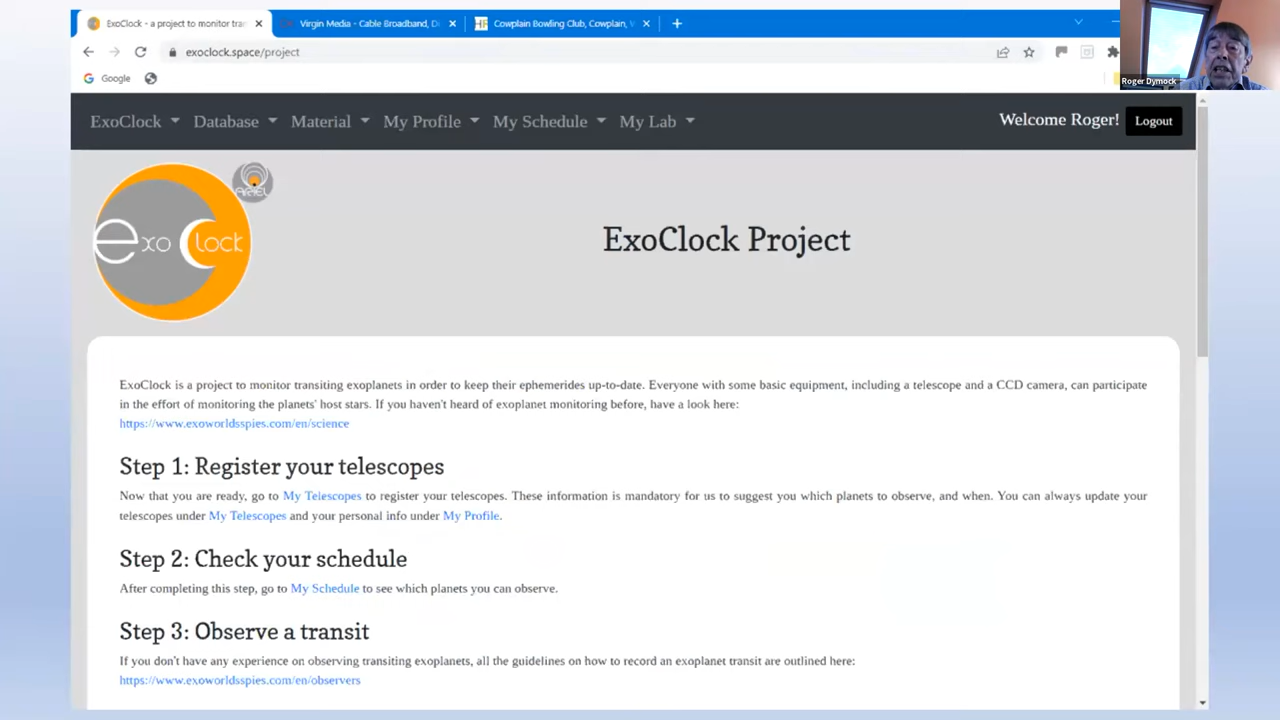 ExoClock - a project to monitor tran
Virgin Media - Cable Broadband, Di
Cowplain Bowling Club, Cowplain, W
exoclock.space/project
Google
Roger Dymock
ExoClock Database Material My Profile My Schedule My Lab Welcome Roger! Logout
exo Clock
ARIEL
ExoClock Project
ExoClock is a project to monitor transiting exoplanets in order to keep their ephemerides up-to-date. Everyone with some basic equipment, including a telescope and a CCD camera, can participate
in the effort of monitoring the planets' host stars. If you haven't heard of exoplanet monitoring before, have a look here:
https://www.exoworldsspies.com/en/science
Step 1: Register your telescopes
Now that you are ready, go to My Telescopes to register your telescopes. These information is mandatory for us to suggest you which planets to observe, and when. You can always update your
telescopes under My Telescopes and your personal info under My Profile.
Step 2: Check your schedule
After completing this step, go to My Schedule to see which planets you can observe.
Step 3: Observe a transit
If you don't have any experience on observing transiting exoplanets, all the guidelines on how to record an exoplanet transit are outlined here:
https://www.exoworldsspies.com/en/observers